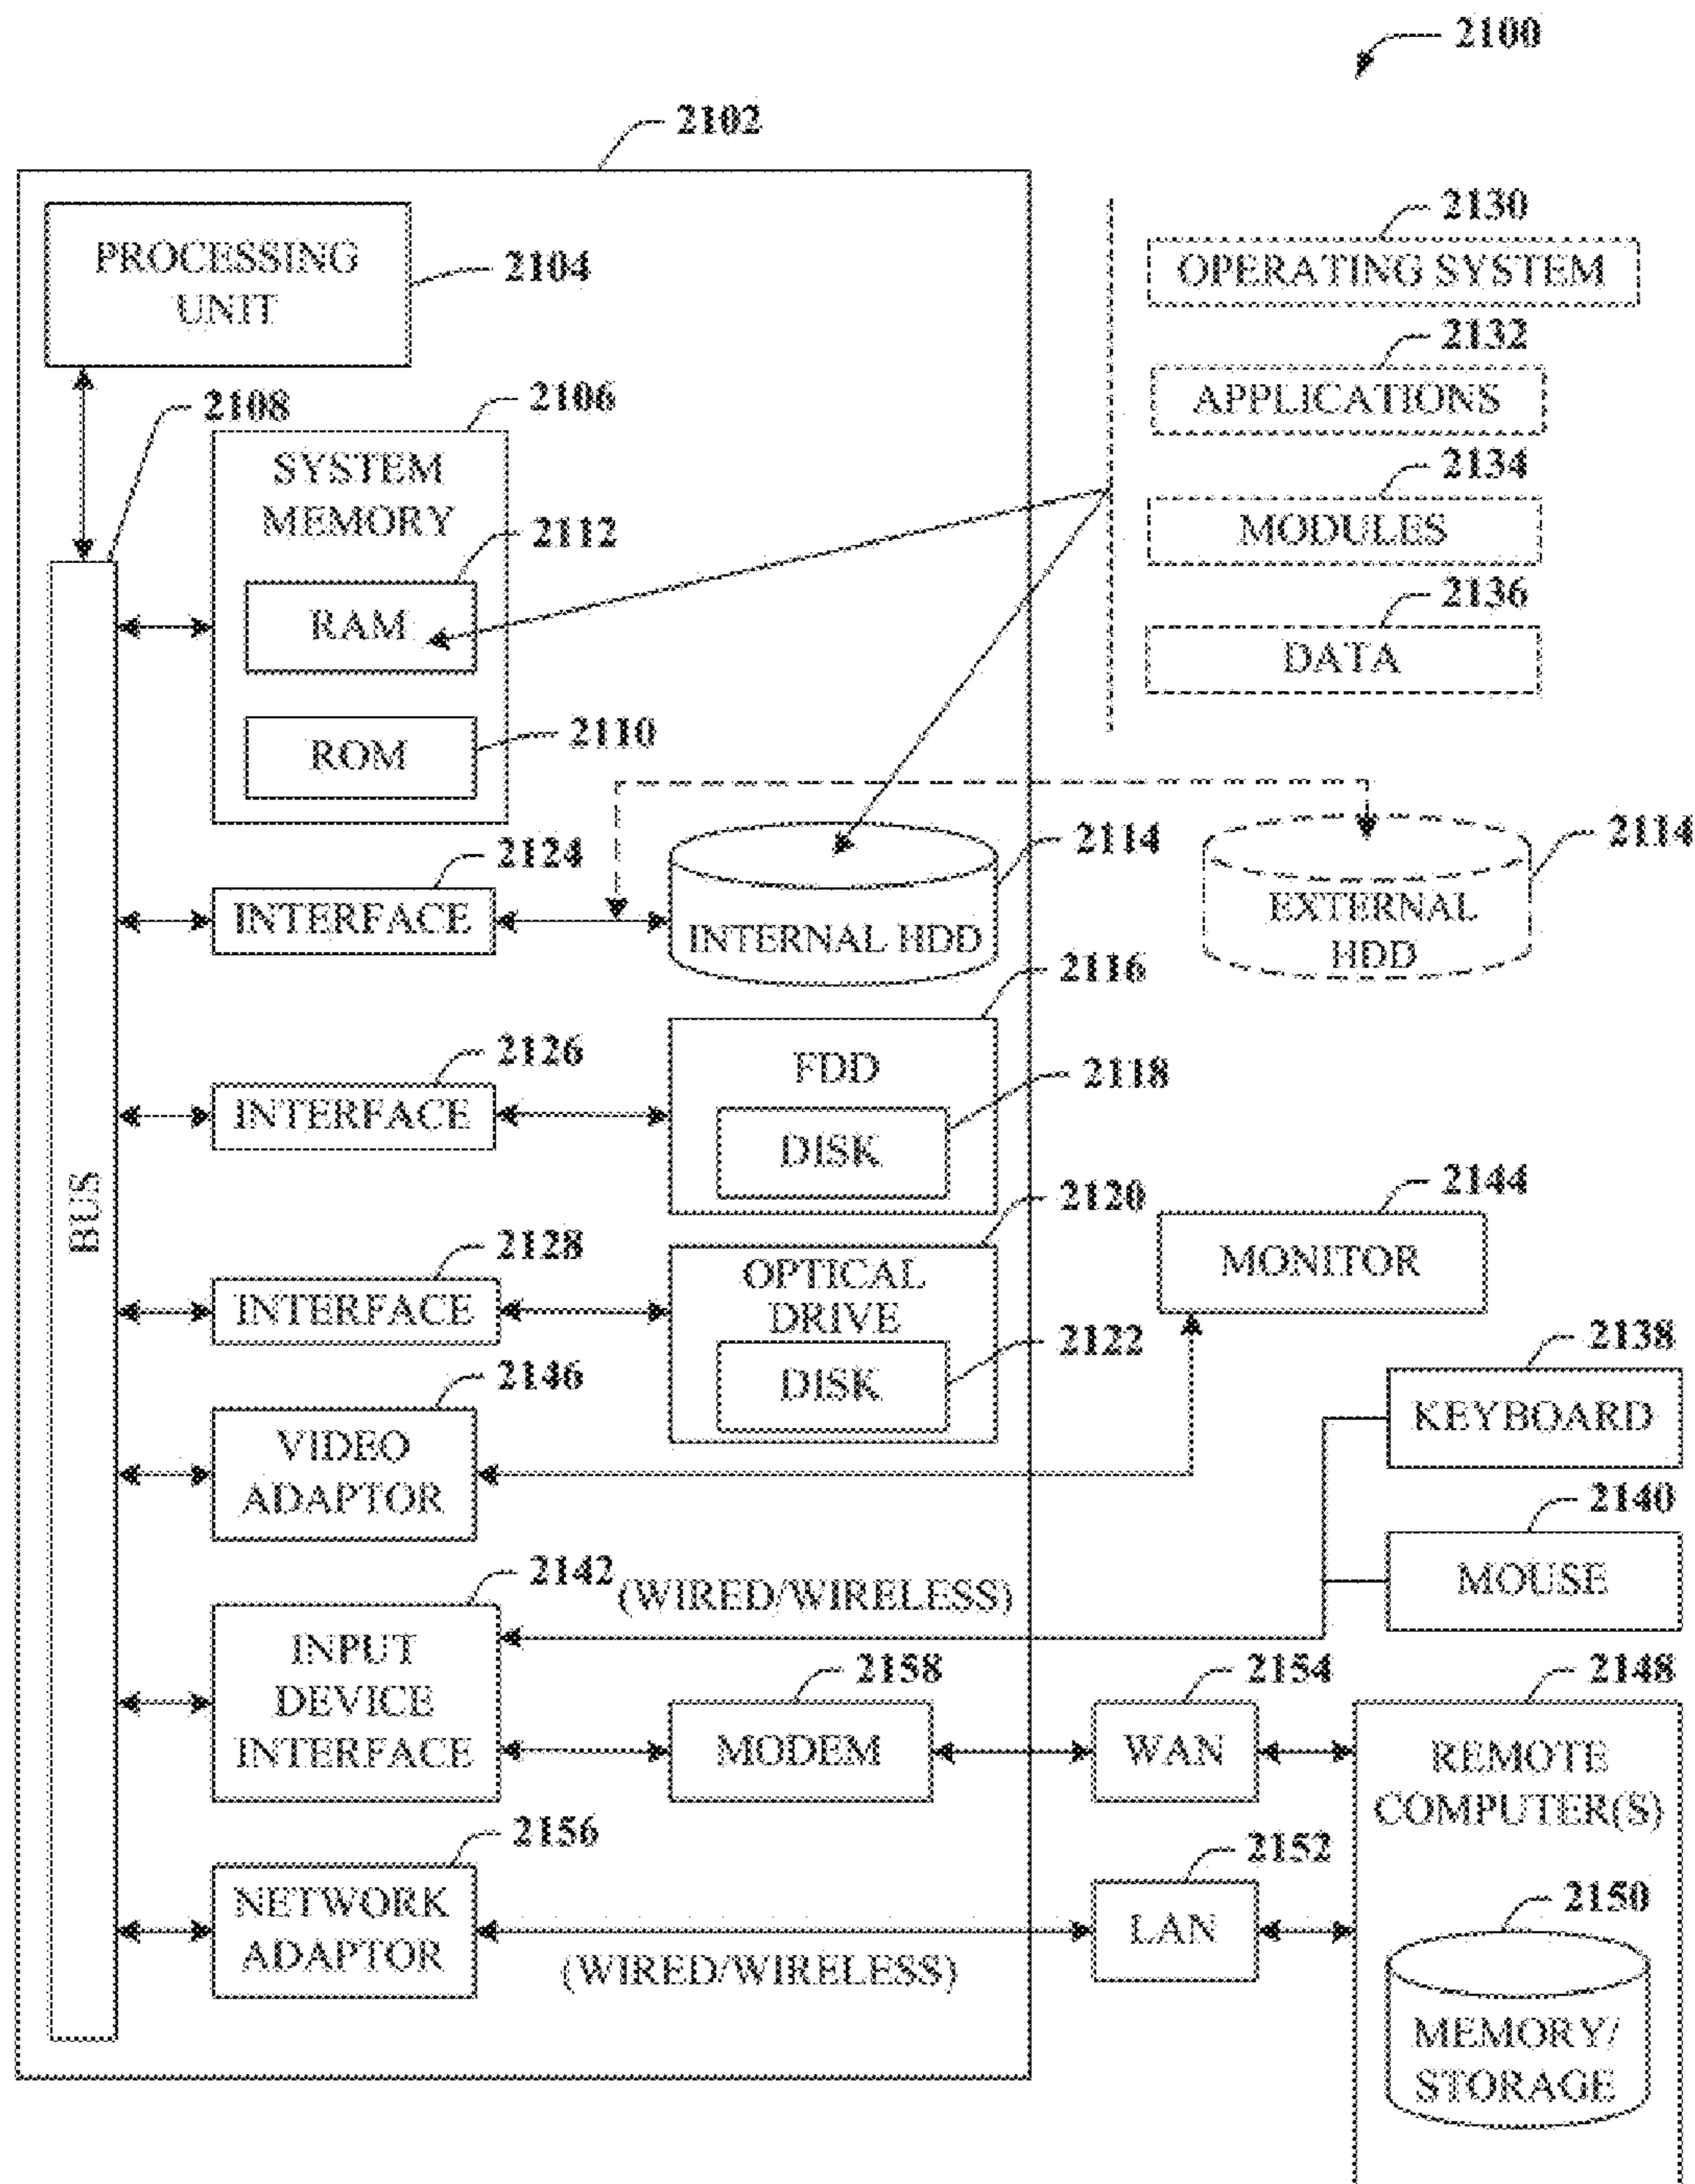 2100
2102
PROCESSING
UNIT
2104
2130
OPERATING SYSTEM
2132
APPLICATIONS
2134
MODULES
2136
DATA
2108
2106
SYSTEM
MEMORY
2112
RAM
ROM
2110
2124
INTERFACE
2114
INTERNAL HDD
2114
EXTERNAL
HDD
2126
INTERFACE
2116
FDD
2118
DISK
BUS
2128
INTERFACE
2120
OPTICAL
DRIVE
2122
DISK
2144
MONITOR
2146
VIDEO
ADAPTOR
2138
KEYBOARD
2140
MOUSE
2142
(WIRED/WIRELESS)
INPUT
DEVICE
INTERFACE
2158
MODEM
2154
WAN
2148
REMOTE
COMPUTER(S)
2156
NETWORK
ADAPTOR
(WIRED/WIRELESS)
2152
LAN
2150
MEMORY/
STORAGE